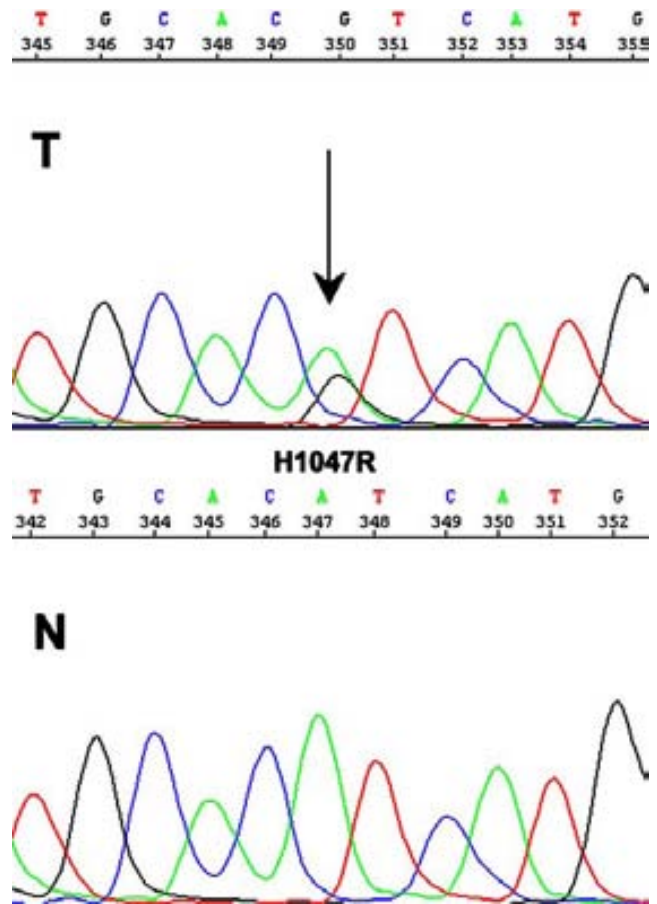 T G C A C G T C A T G
345 346 347 348 349 350 351 352 353 354 355
T
H1047R
T G C A C A T C A T G
342 343 344 345 346 347 348 349 350 351 352
N